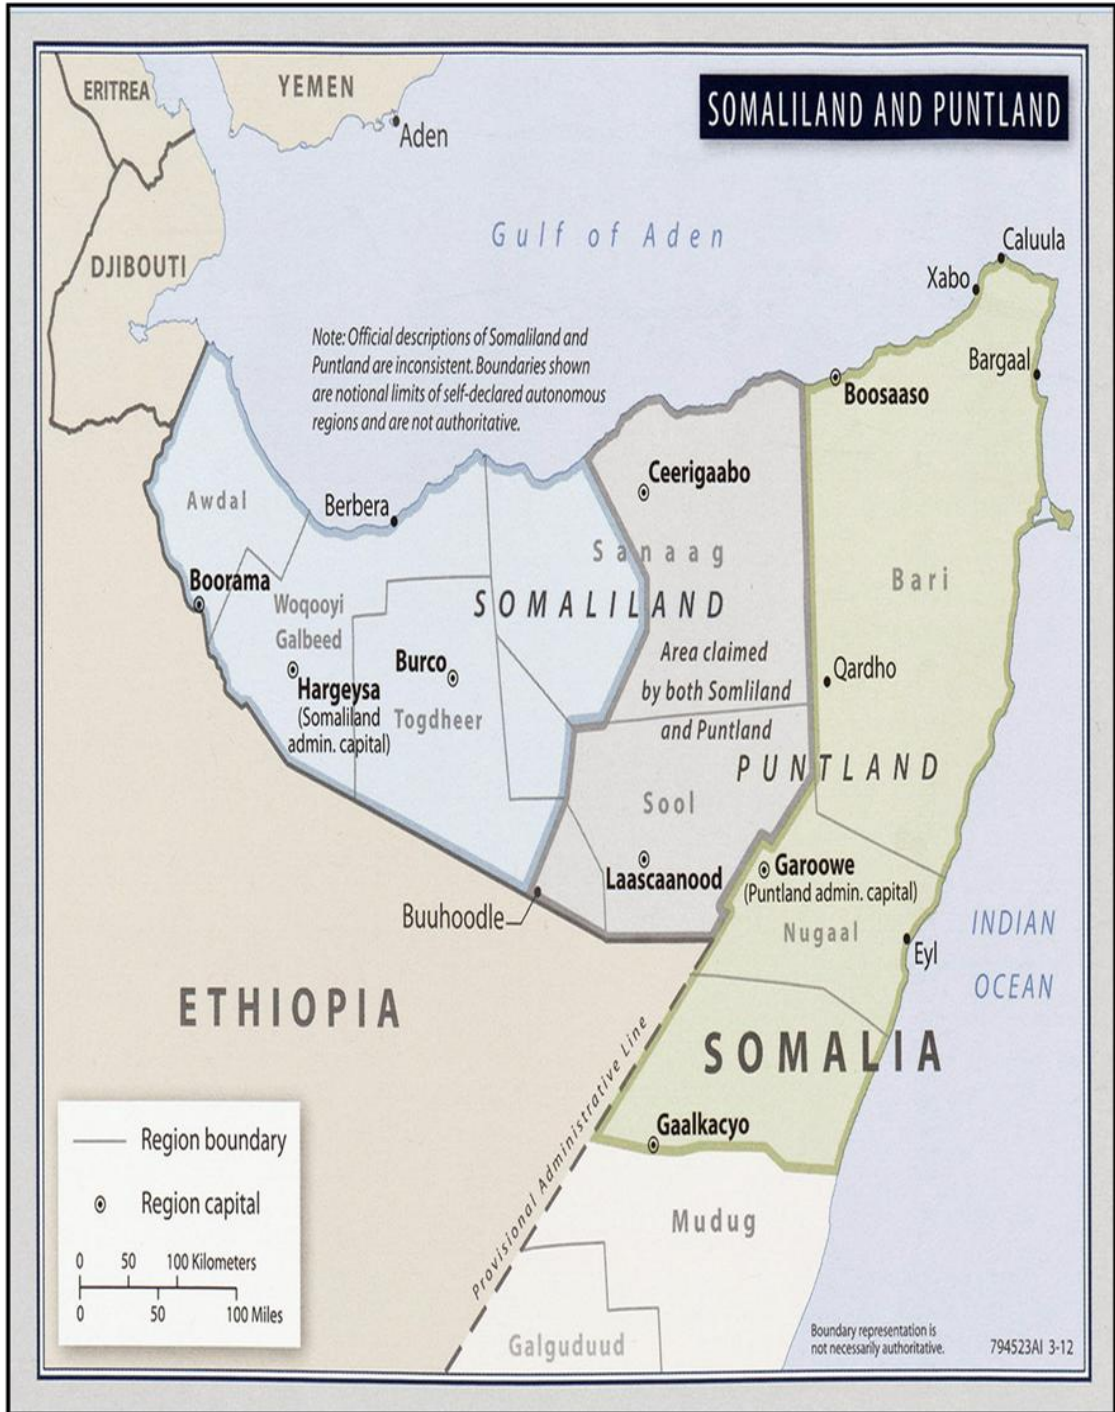 ERITREA
YEMEN
SOMALILAND AND PUNTLAND
Aden
Gulf of Aden
Caluula
DJIBOUTI
Xabo
Note: Official descriptions of Somaliland and
Puntland are inconsistent. Boundaries shown
are notional limits of self-declared autonomous
regions and are not authoritative.
Bargaal
Boosaaso
Ceerigaabo
Awdal
Berbera
Sanaag
Boorama
Bari
Woqooyi
Galbeed
SOMALILAND
Burco
Area claimed
by both Somliland
and Puntland
Qardho
Hargeysa
(Somaliland
admin. capital)
Togdheer
PUNTLAND
Sool
Garoowe
(Puntland admin. capital)
Laascaanood
Buuhoodle
Nugaal
Eyl
INDIAN
OCEAN
ETHIOPIA
SOMALIA
Provisional Administrative Line
Gaalkacyo
Region boundary
Region capital
0 50 100 Kilometers
0 50 100 Miles
Mudug
Galguduud
Boundary representation is
not necessarily authoritative.
794523AI 3-12